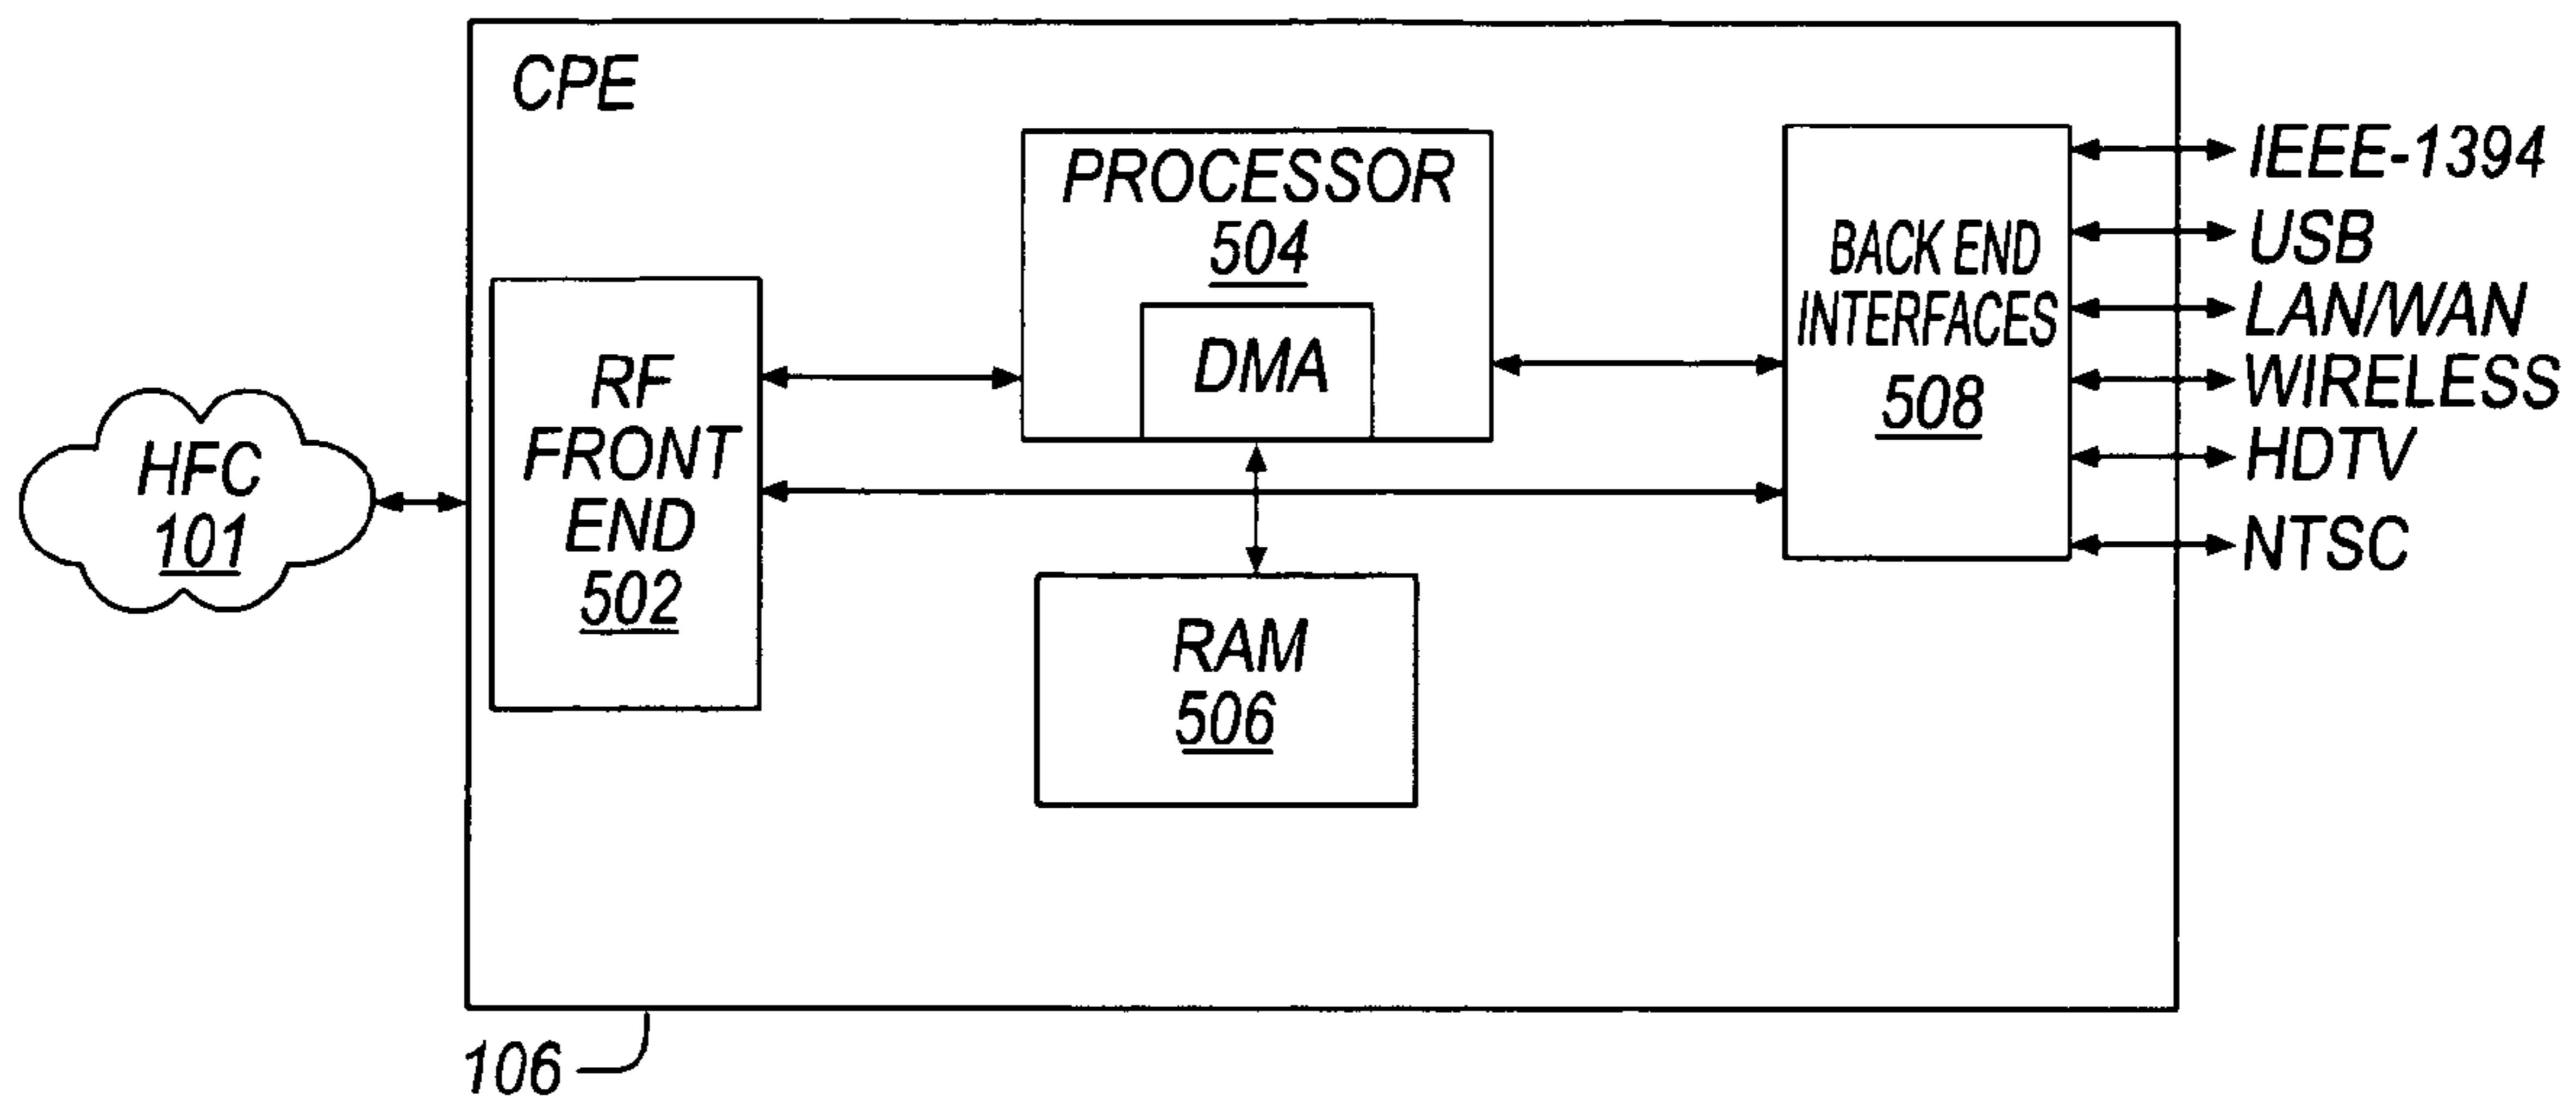 CPE
PROCESSOR
504
DMA
RF
FRONT
END
502
HFC
101
RAM
506
BACK END
INTERFACES
508
IEEE-1394
USB
LAN/WAN
WIRELESS
HDTV
NTSC
106